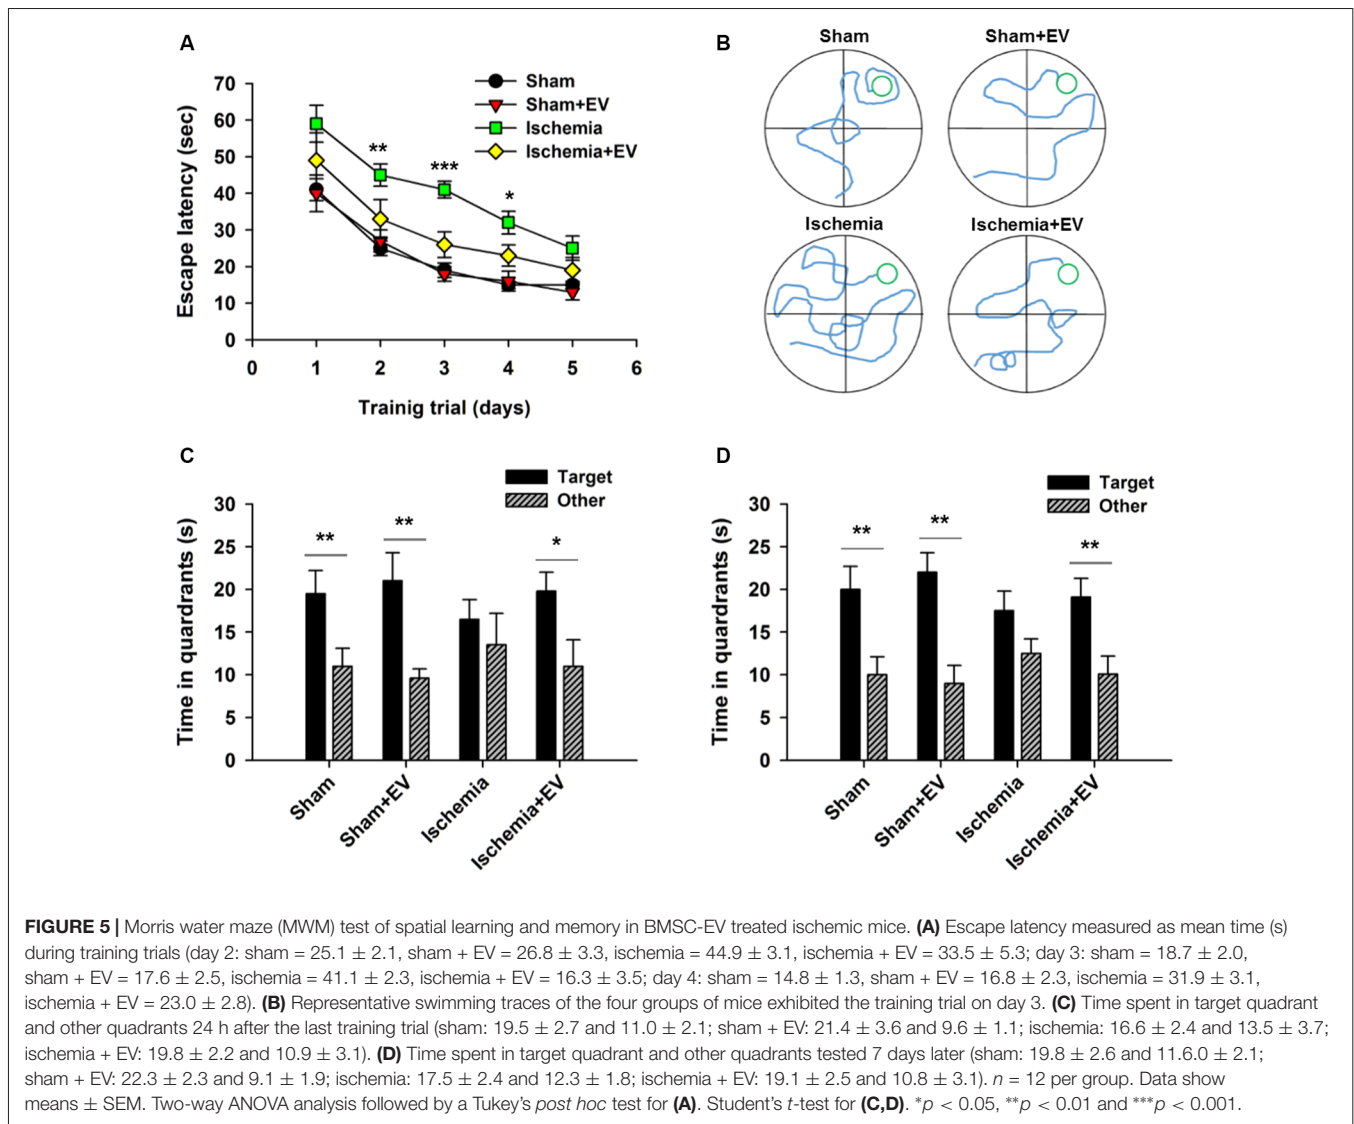 A
70
60
50
40
30
20
10
0
Escape latency (sec)
Sham
Sham+EV
Ischemia
Ischemia+EV
**
***
*
0 1 2 3 4 5 6
Trainig trial (days)
B
Sham
Sham+EV
Ischemia
Ischemia+EV
C
Target
Other
30
25
20
15
10
5
0
Time in quardrants (s)
**
**
*
Sham
Sham+EV
Ischemia
Ischemia+EV
D
Target
Other
30
25
20
15
10
5
0
Time in quardrants (s)
**
**
**
Sham
Sham+EV
Ischemia
Ischemia+EV
FIGURE 5 | Morris water maze (MWM) test of spatial learning and memory in BMSC-EV treated ischemic mice. (A) Escape latency measured as mean time (s)
during training trials (day 2: sham = 25.1 ± 2.1, sham + EV = 26.8 ± 3.3, ischemia = 44.9 ± 3.1, ischemia + EV = 33.5 ± 5.3; day 3: sham = 18.7 ± 2.0,
sham + EV = 17.6 ± 2.5, ischemia = 41.1 ± 2.3, ischemia + EV = 16.3 ± 3.5; day 4: sham = 14.8 ± 1.3, sham + EV = 16.8 ± 2.3, ischemia = 31.9 ± 3.1,
ischemia + EV = 23.0 ± 2.8). (B) Representative swimming traces of the four groups of mice exhibited the training trial on day 3. (C) Time spent in target quadrant
and other quadrants 24 h after the last training trial (sham: 19.5 ± 2.7 and 11.0 ± 2.1; sham + EV: 21.4 ± 3.6 and 9.6 ± 1.1; ischemia: 16.6 ± 2.4 and 13.5 ± 3.7;
ischemia + EV: 19.8 ± 2.2 and 10.9 ± 3.1). (D) Time spent in target quadrant and other quadrants tested 7 days later (sham: 19.8 ± 2.6 and 11.6.0 ± 2.1;
sham + EV: 22.3 ± 2.3 and 9.1 ± 1.9; ischemia: 17.5 ± 2.4 and 12.3 ± 1.8; ischemia + EV: 19.1 ± 2.5 and 10.8 ± 3.1). n = 12 per group. Data show
means ± SEM. Two-way ANOVA analysis followed by a Tukey's post hoc test for (A). Student's t-test for (C,D). *p < 0.05, **p < 0.01 and ***p < 0.001.